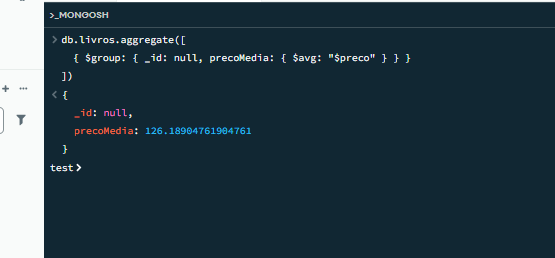 >_MONGOSH
> db.livros.aggregate([
{ $group: { _id: null, precoMedia: { $avg: "$preco" } } }
])
< {
_id: null,
precoMedia: 126.18904761904761
}
test>